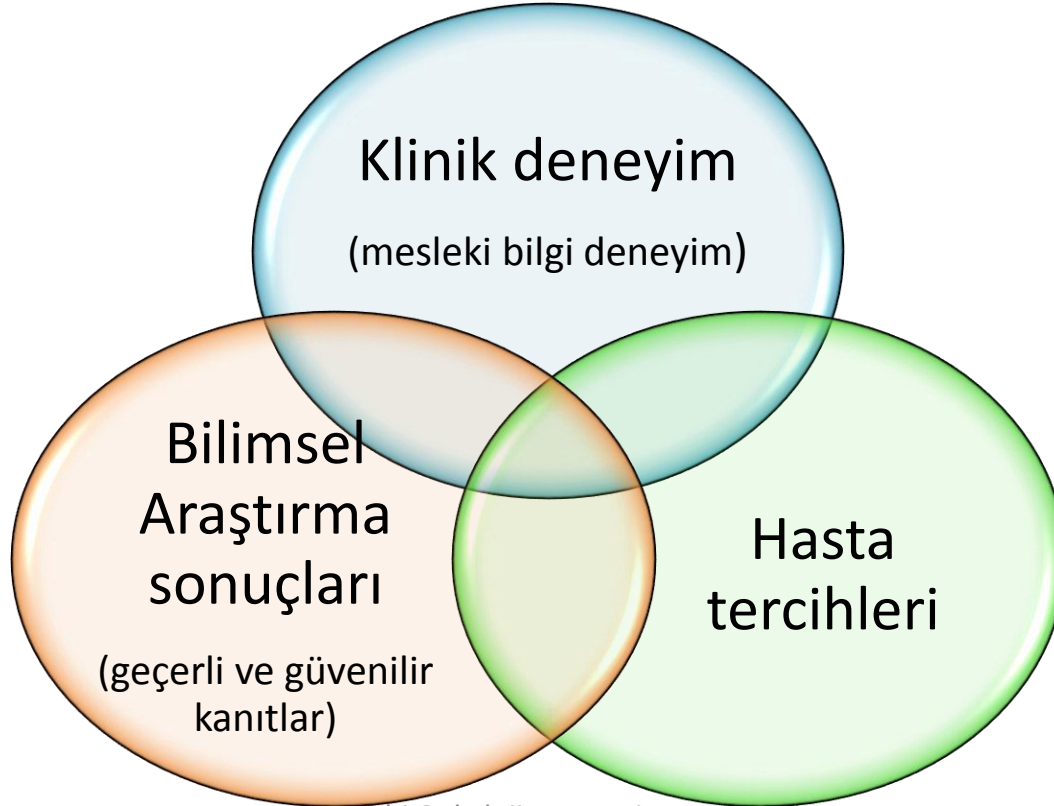 Klinik deneyim
(mesleki bilgi deneyim)
Bilimsel
Araştırma
sonuçları
(geçerli ve güvenilir
kanıtlar)
Hasta
tercihleri